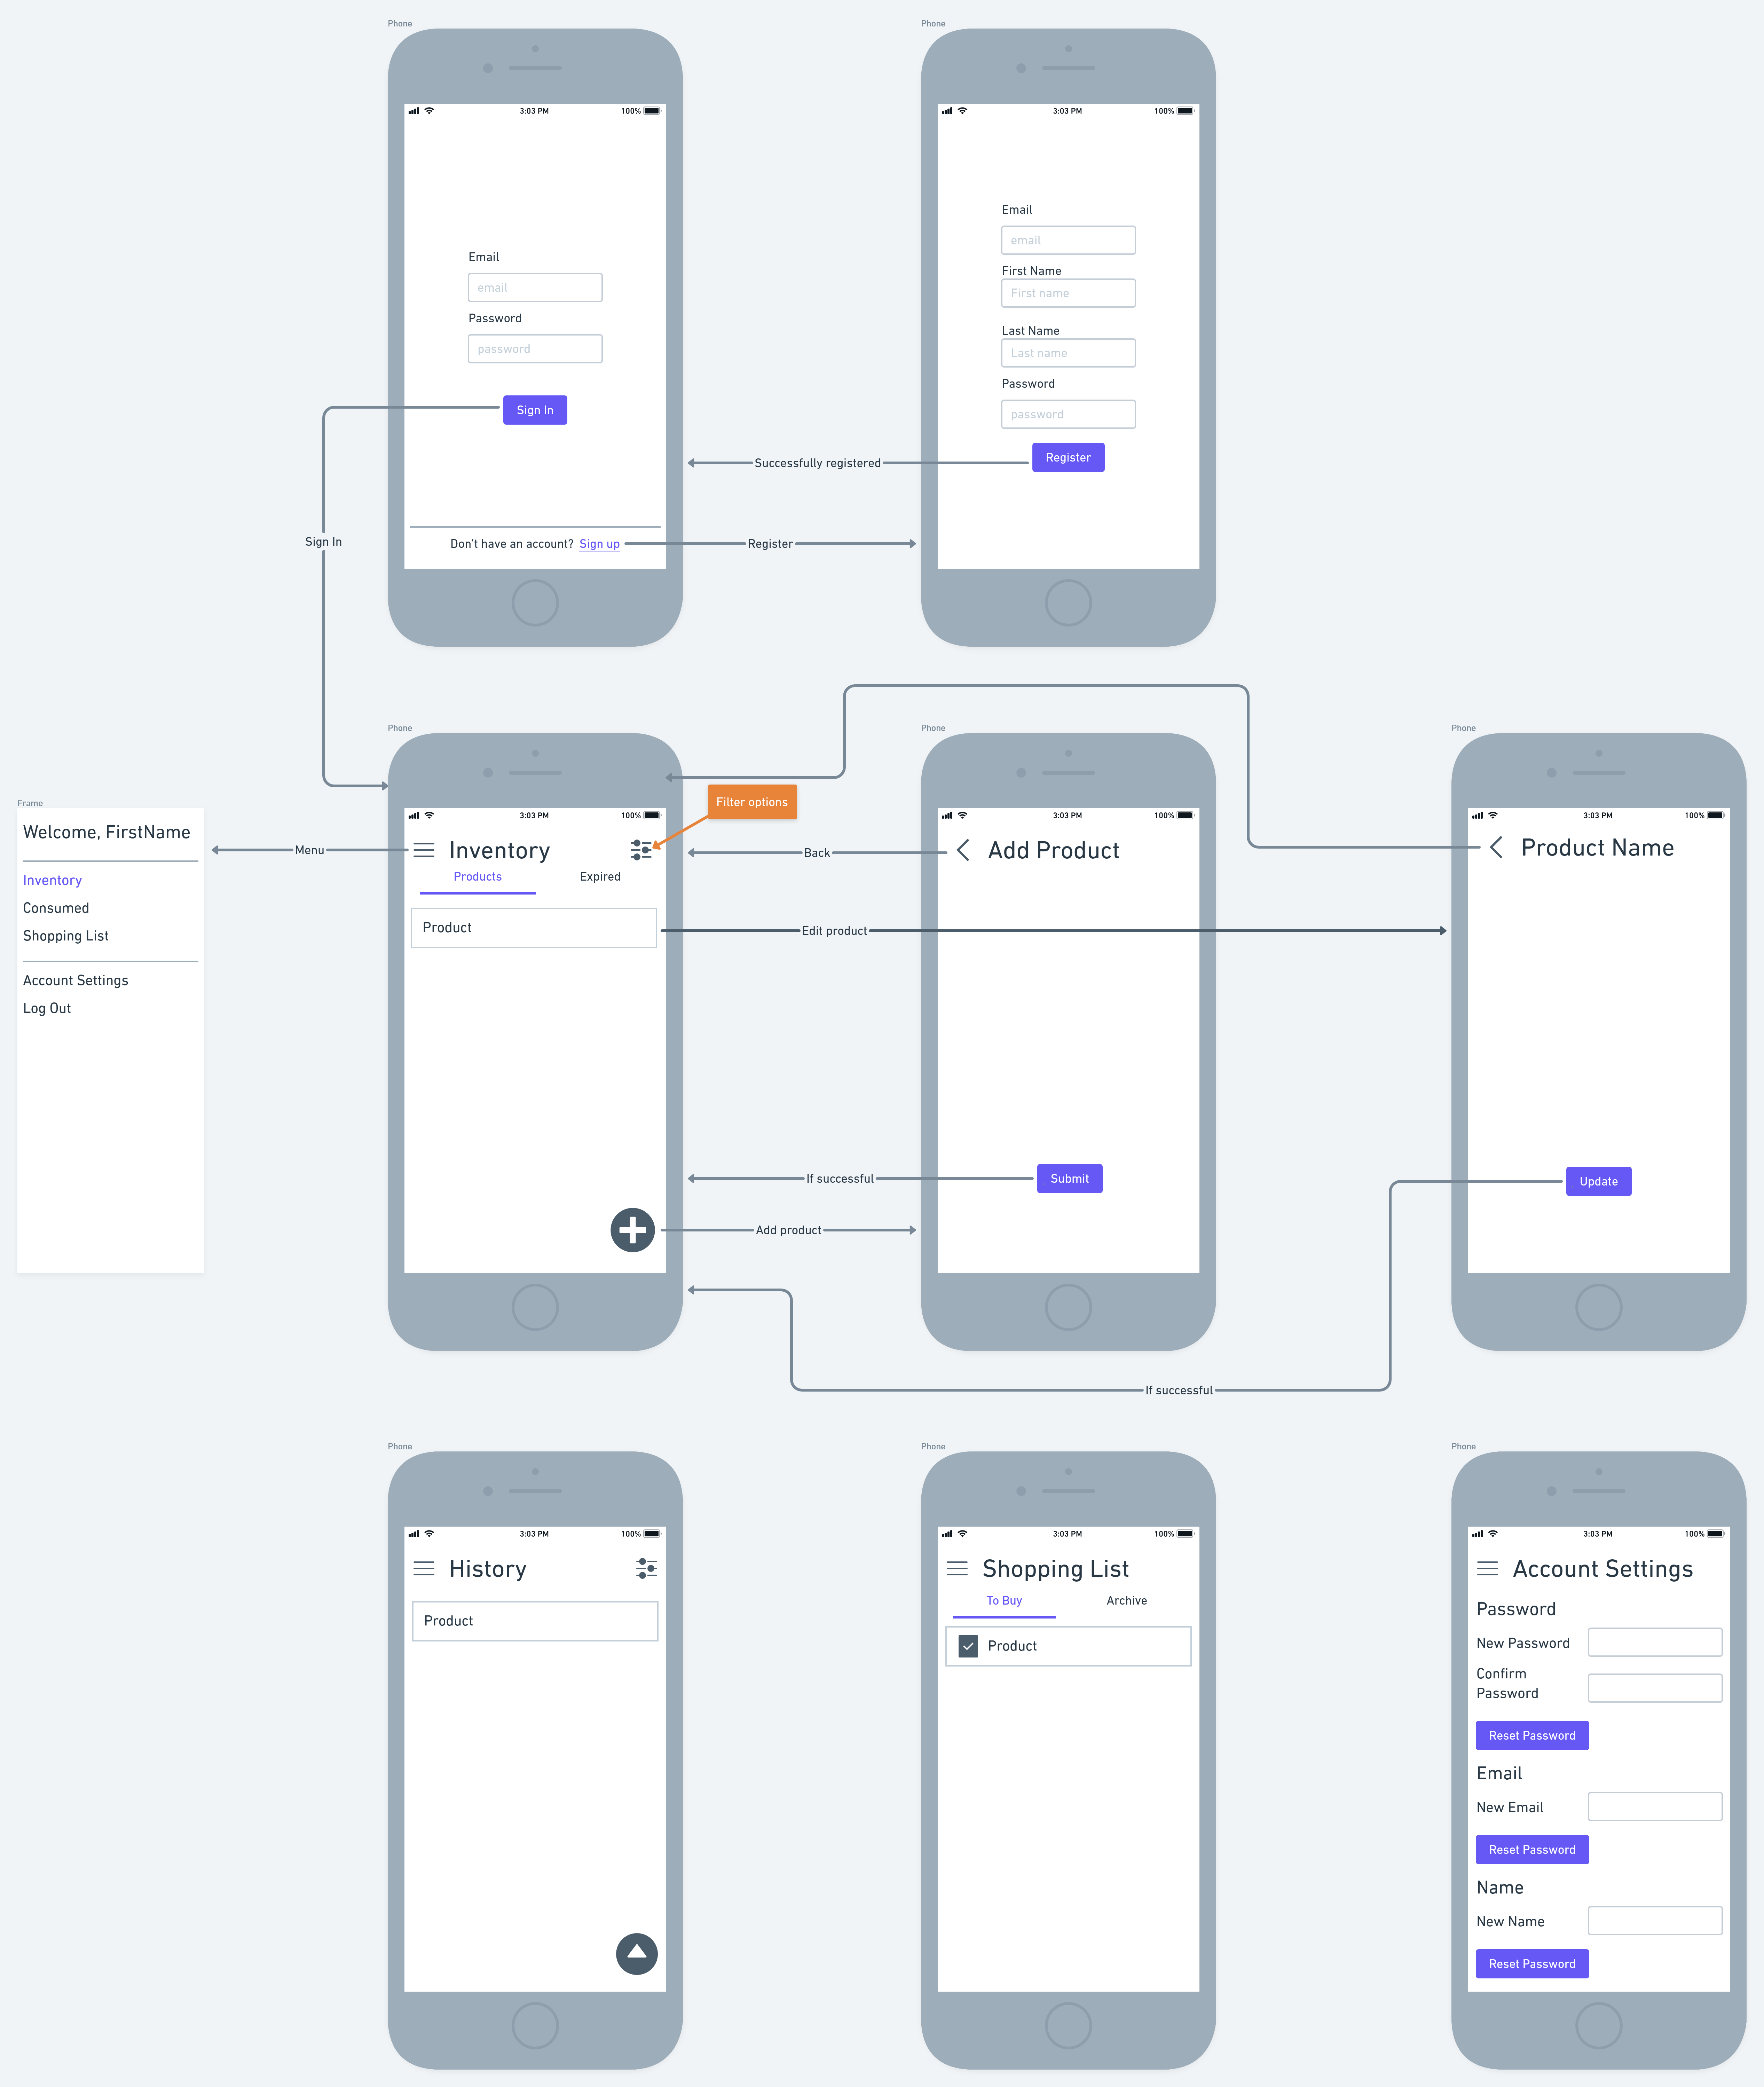 Phone
3:03 PM
100%
Email
email
Password
password
Sign In
Don't have an account? Sign up
Phone
3:03 PM
100%
Email
email
First Name
First name
Last Name
Last name
Password
password
Register
Successfully registered
Register
Sign In
Frame
Welcome, FirstName
Inventory
Consumed
Shopping List
Account Settings
Log Out
Menu
Phone
3:03 PM
100%
Inventory
Products
Expired
Product
Filter options
Back
Edit product
If successful
Add product
Phone
3:03 PM
100%
Add Product
Submit
Phone
3:03 PM
100%
Product Name
Update
If successful
Phone
3:03 PM
100%
History
Product
Phone
3:03 PM
100%
Shopping List
To Buy
Archive
Product
Phone
3:03 PM
100%
Account Settings
Password
New Password
Confirm
Password
Reset Password
Email
New Email
Reset Password
Name
New Name
Reset Password